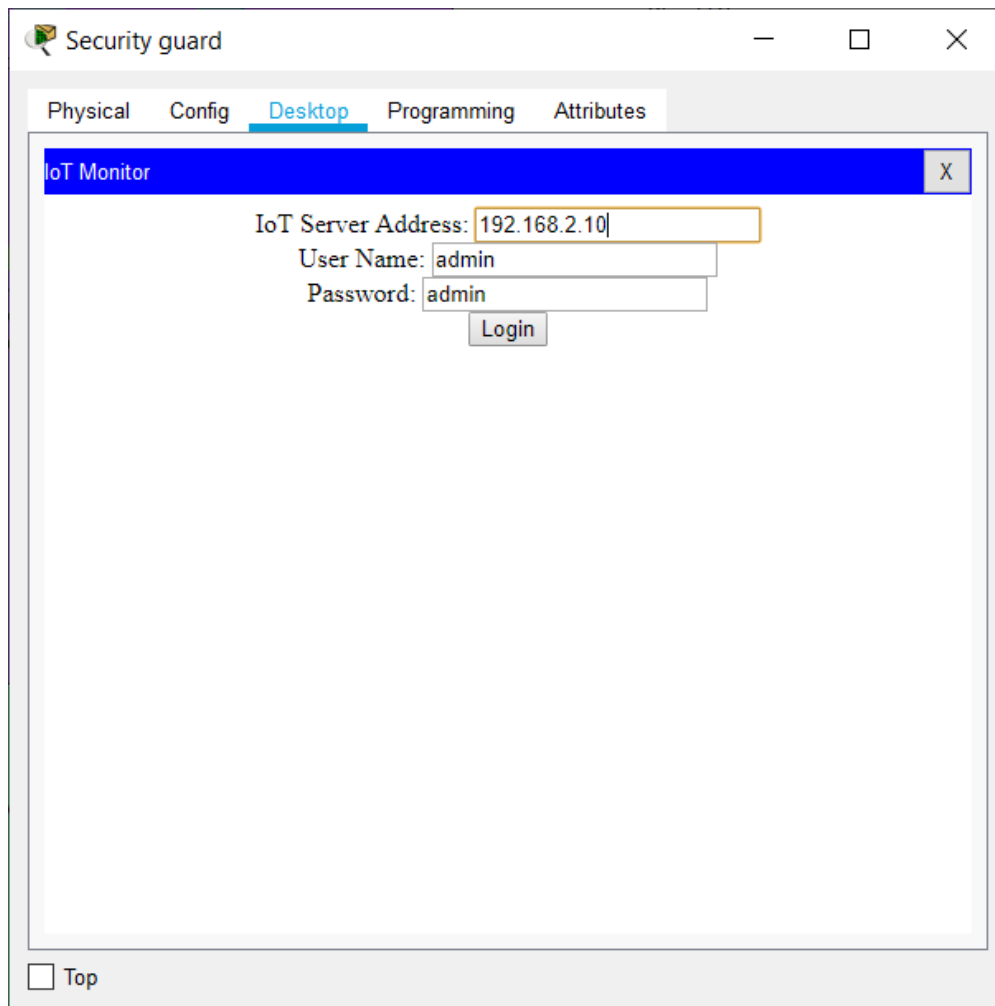 Security guard
Physical Config Desktop Programming Attributes
IoT Monitor X
IoT Server Address: 192.168.2.10
User Name: admin
Password: admin
Login
Top